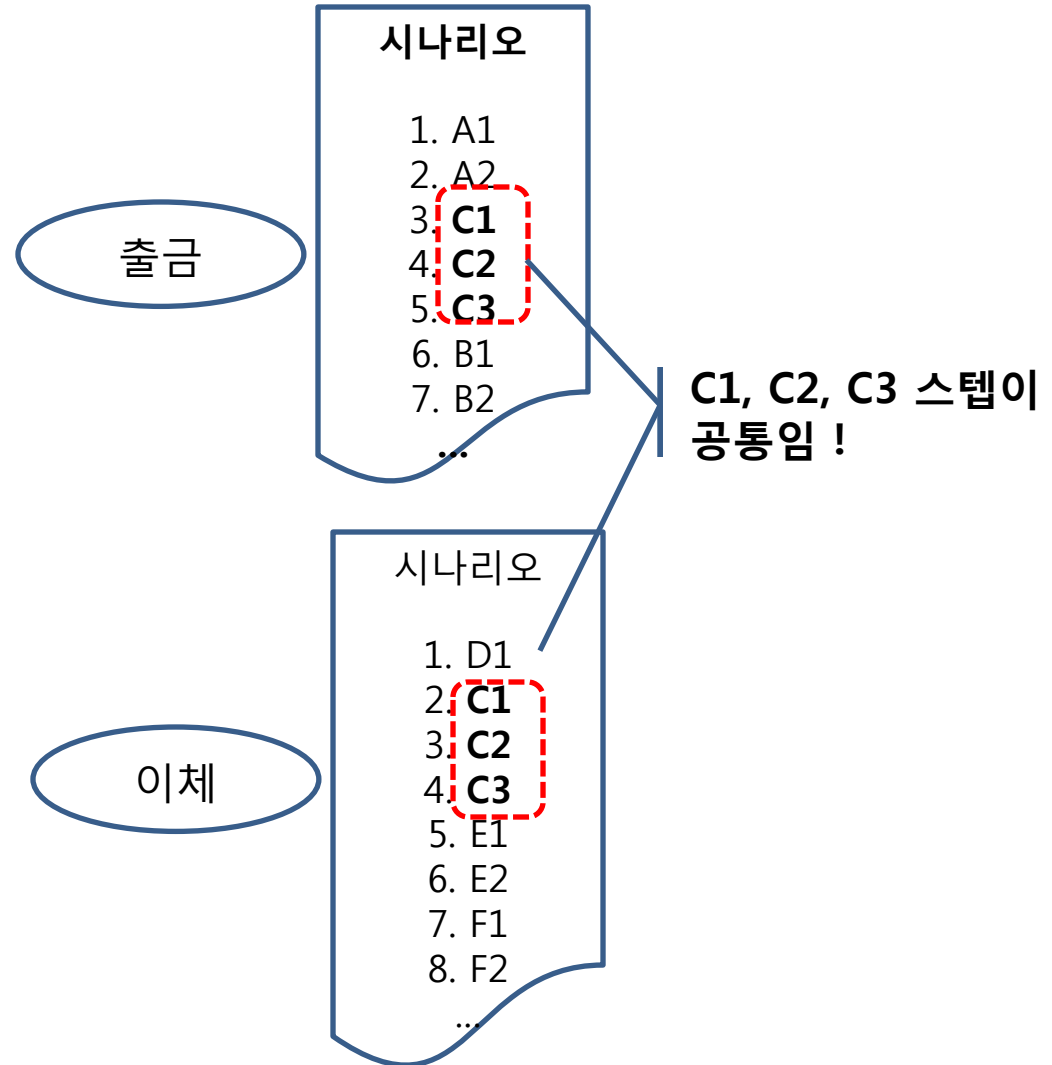 시나리오
1. A1
2. A2
3. C1
4. C2
5. C3
6. B1
7. B2
...
출금
C1, C2, C3 스텝이
공통임 !
시나리오
1. D1
2. C1
3. C2
4. C3
5. E1
6. E2
7. F1
8. F2
...
이체